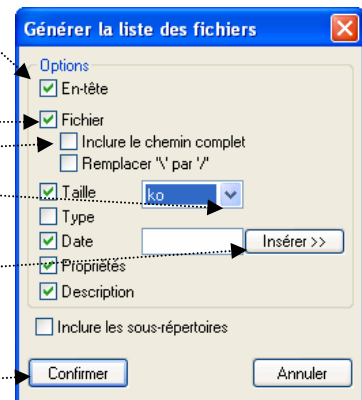 Générer la liste des fichiers
Options
En-tête
Fichier
Inclure le chemin complet
Remplacer '\' par '/'
Taille ko
Type
Date Insérer >>
Propriétés
Description
Inclure les sous-répertoires
Confirmer Annuler